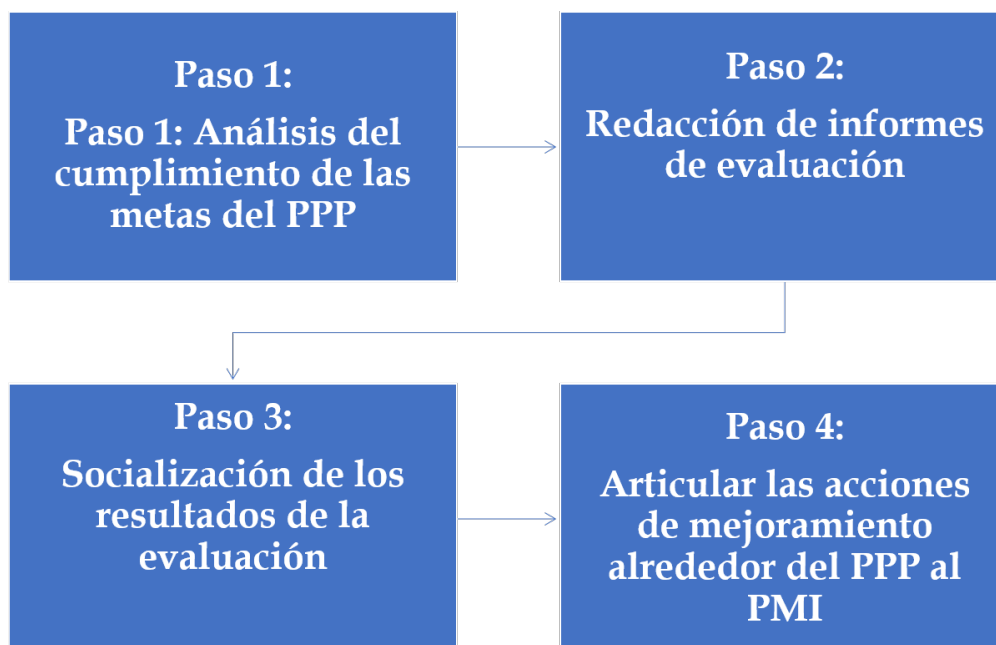 Paso 1:
Paso 1: Análisis del
cumplimiento de las
metas del PPP
Paso 2:
Redacción de informes
de evaluación
Paso 3:
Socialización de los
resultados de la
evaluación
Paso 4:
Articular las acciones
de mejoramiento
alrededor del PPP al
PMI